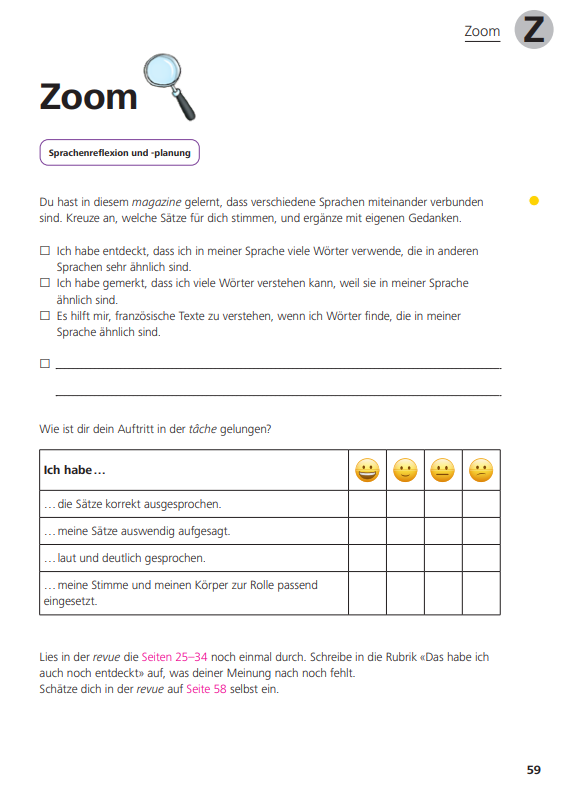 Zoom
Z
Zoom
Sprachenreflexion und -planung
Du hast in diesem magazine gelernt, dass verschiedene Sprachen miteinander verbunden
sind. Kreuze an, welche Sätze für dich stimmen, und ergänze mit eigenen Gedanken.
Ich habe entdeckt, dass ich in meiner Sprache viele Wörter verwende, die in anderen
Sprachen sehr ähnlich sind.
Ich habe gemerkt, dass ich viele Wörter verstehen kann, weil sie in meiner Sprache
ähnlich sind.
Es hilft mir, französische Texte zu verstehen, wenn ich Wörter finde, die in meiner
Sprache ähnlich sind.
Wie ist dir dein Auftritt in der tâche gelungen?
Ich habe…
…die Sätze korrekt ausgesprochen.
…meine Sätze auswendig aufgesagt.
…laut und deutlich gesprochen.
…meine Stimme und meinen Körper zur Rolle passend
eingesetzt.
Lies in der revue die Seiten 25–34 noch einmal durch. Schreibe in die Rubrik «Das habe ich
auch noch entdeckt» auf, was deiner Meinung nach noch fehlt.
Schätze dich in der revue auf Seite 58 selbst ein.
59